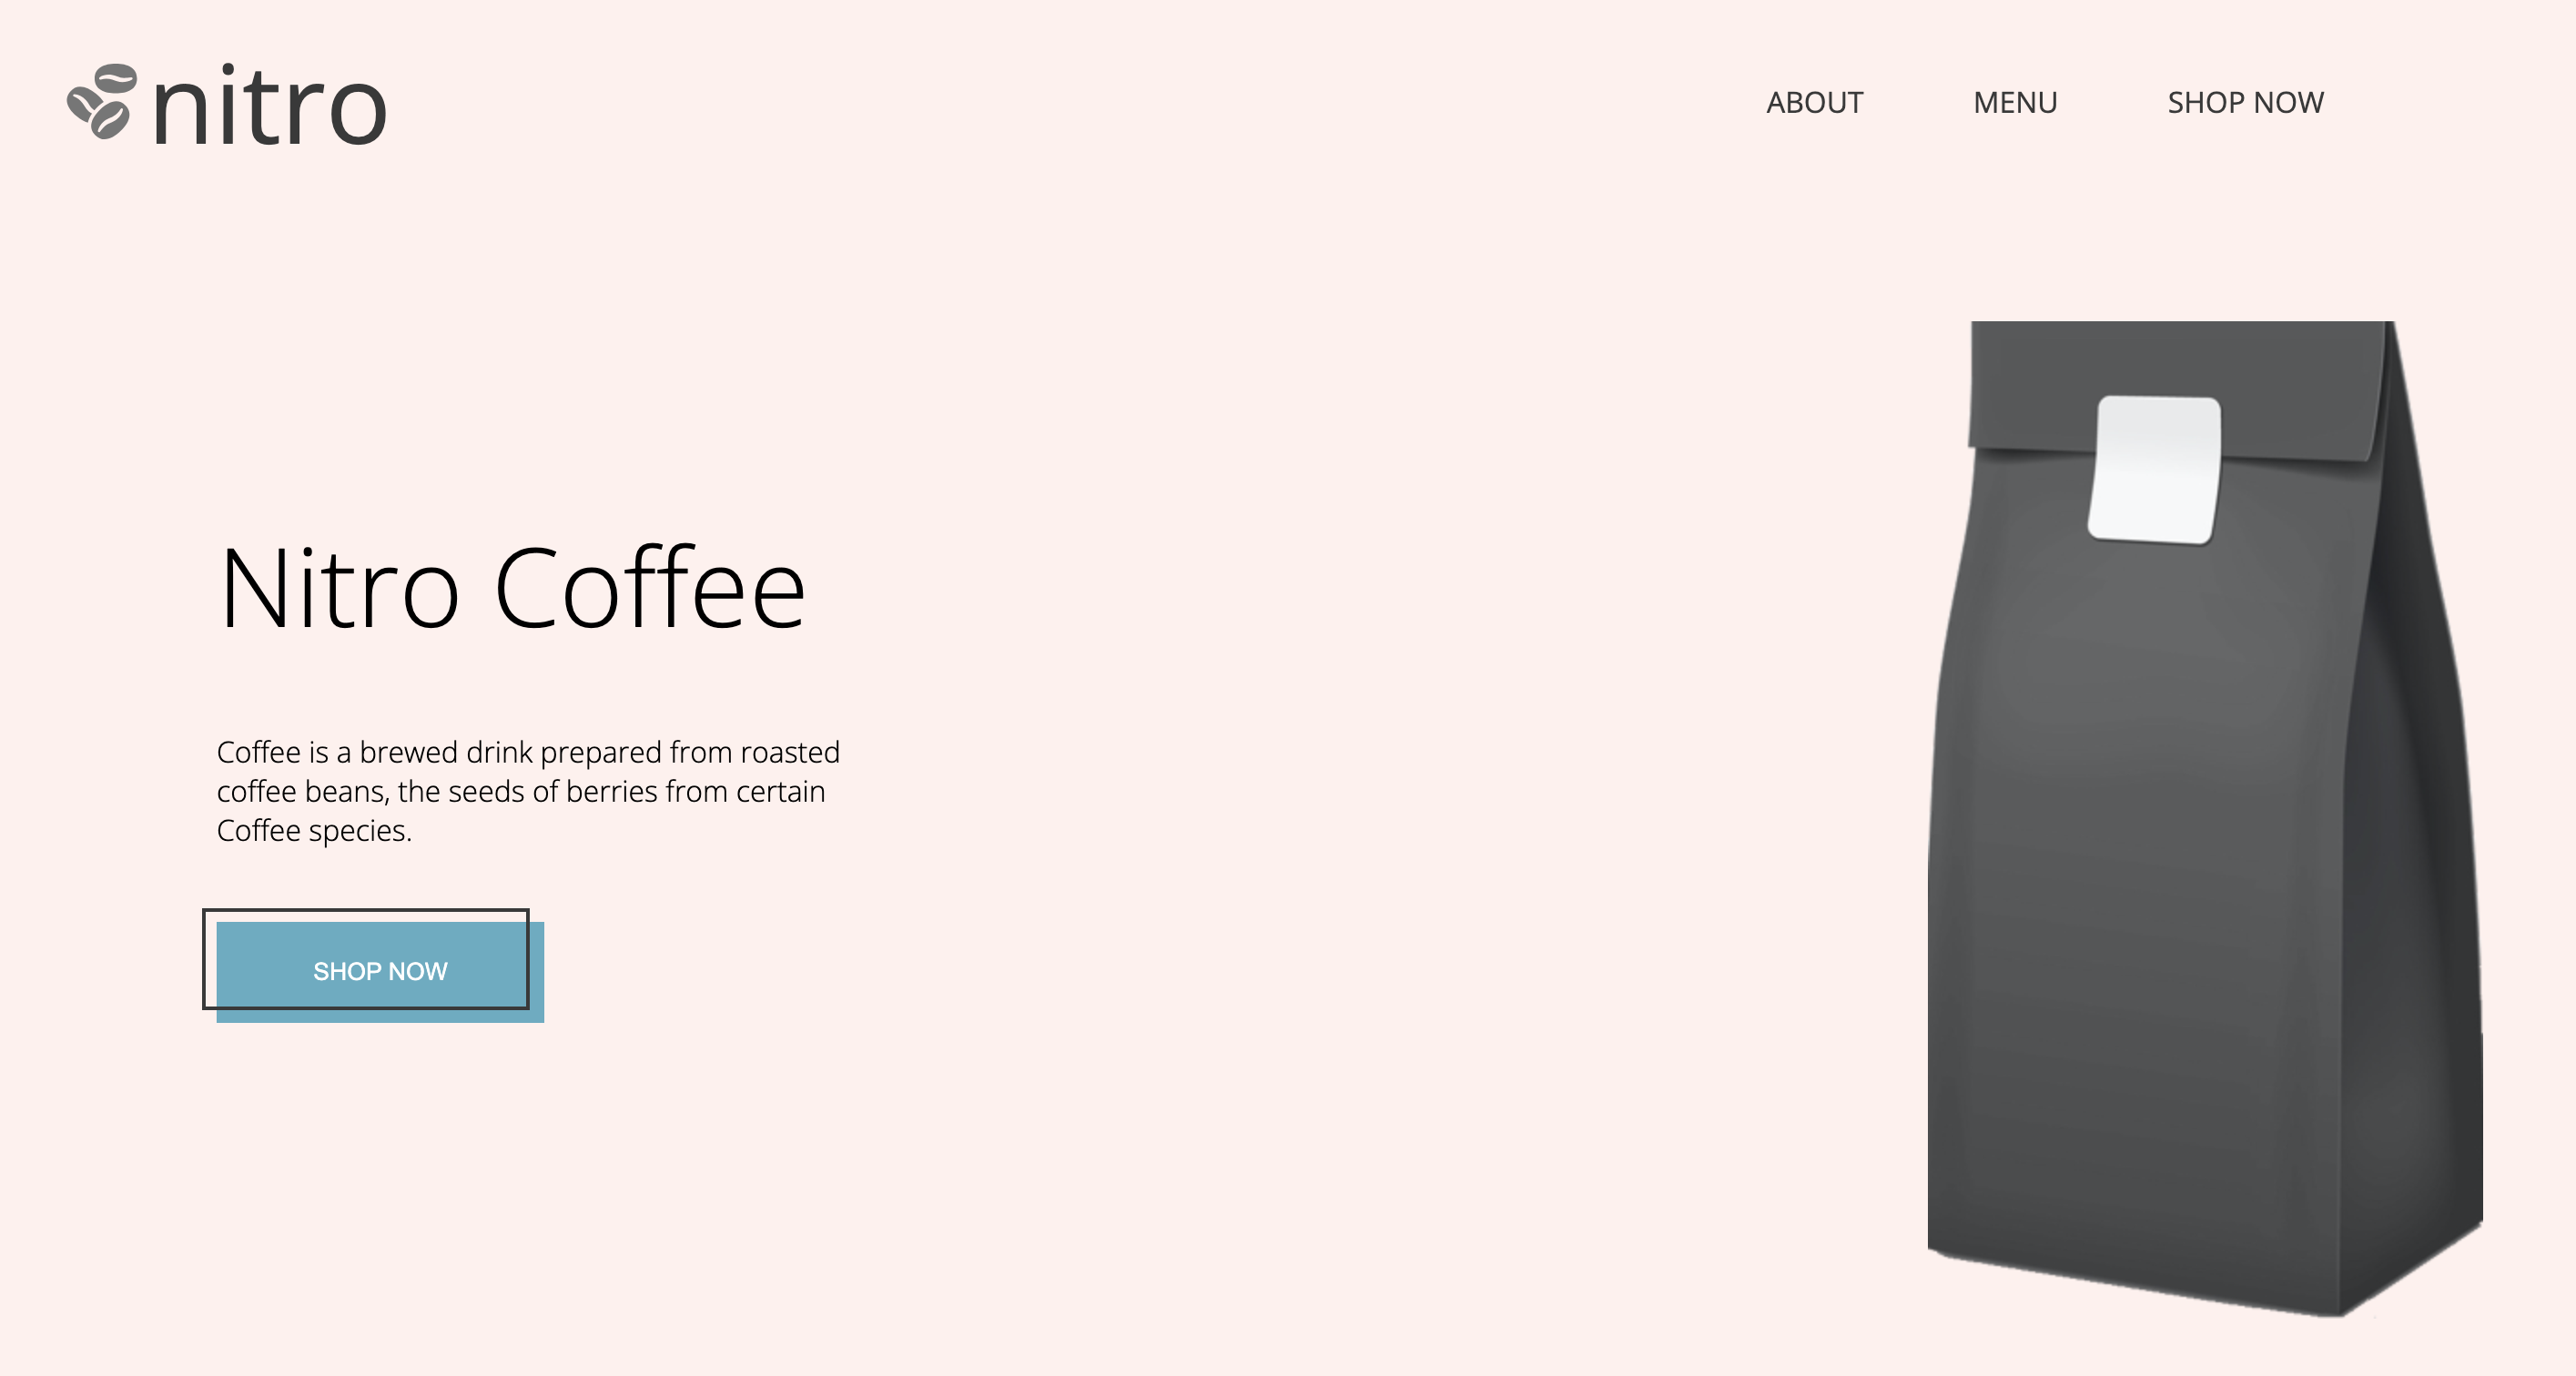 nitro
ABOUT
MENU
SHOP NOW
Nitro Coffee
Coffee is a brewed drink prepared from roasted
coffee beans, the seeds of berries from certain
Coffee species.
SHOP NOW